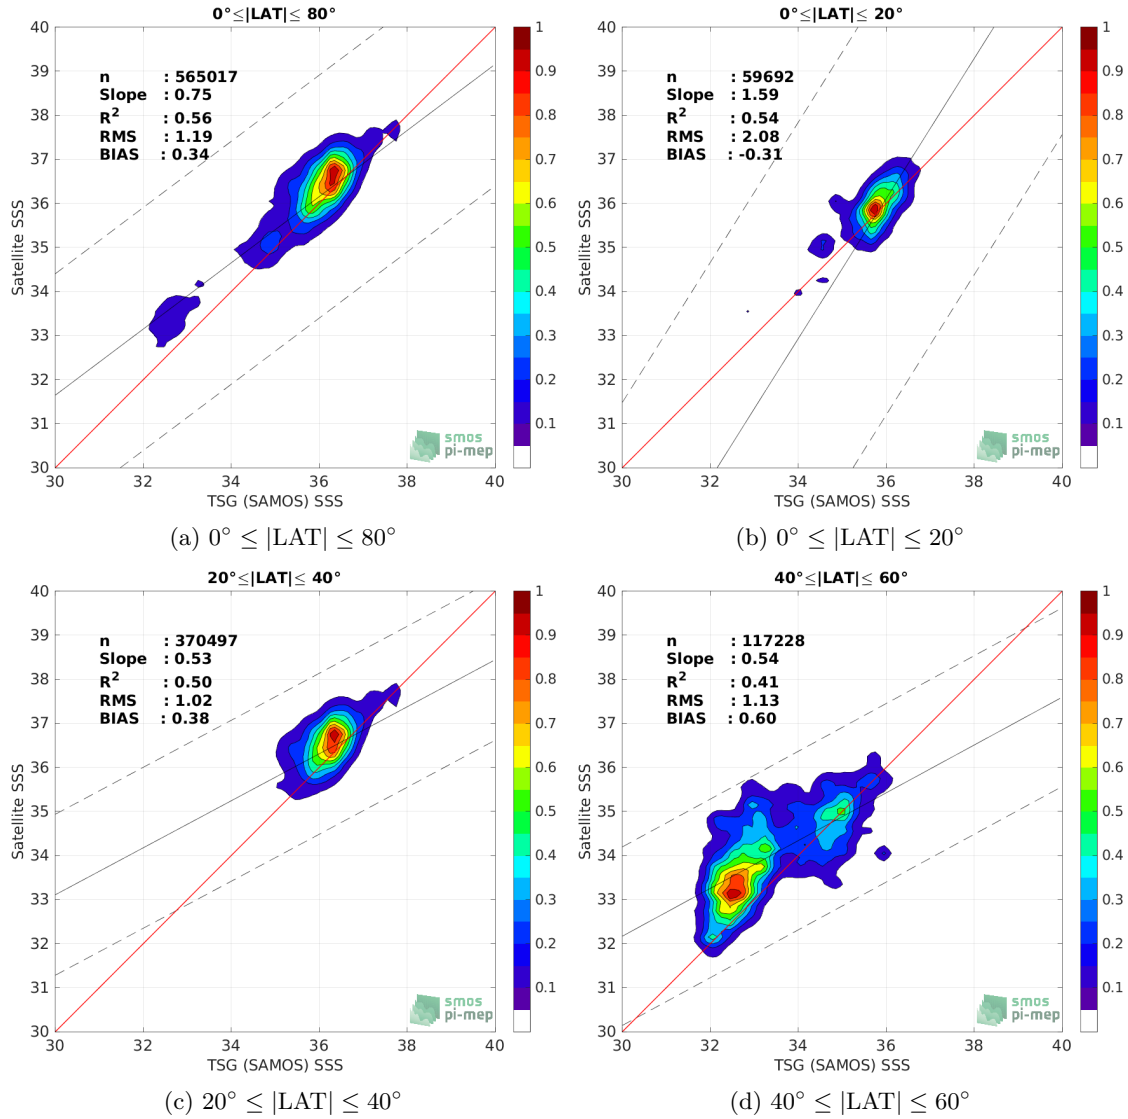 0°≤|LAT|≤ 80°
n : 565017
Slope : 0.75
R² : 0.56
RMS : 1.19
BIAS : 0.34
40
39
38
37
36
35
34
33
32
31
30
Satellite SSS
30 32 34 36 38 40
TSG (SAMOS) SSS
smos
pi-mep
1
0.9
0.8
0.7
0.6
0.5
0.4
0.3
0.2
0.1
(a) 0° ≤ |LAT| ≤ 80°
0°≤|LAT|≤ 20°
n : 59692
Slope : 1.59
R² : 0.54
RMS : 2.08
BIAS : -0.31
40
39
38
37
36
35
34
33
32
31
30
Satellite SSS
30 32 34 36 38 40
TSG (SAMOS) SSS
smos
pi-mep
1
0.9
0.8
0.7
0.6
0.5
0.4
0.3
0.2
0.1
(b) 0° ≤ |LAT| ≤ 20°
20°≤|LAT|≤ 40°
n : 370497
Slope : 0.53
R² : 0.50
RMS : 1.02
BIAS : 0.38
40
39
38
37
36
35
34
33
32
31
30
Satellite SSS
30 32 34 36 38 40
TSG (SAMOS) SSS
smos
pi-mep
1
0.9
0.8
0.7
0.6
0.5
0.4
0.3
0.2
0.1
(c) 20° ≤ |LAT| ≤ 40°
40°≤|LAT|≤ 60°
n : 117228
Slope : 0.54
R² : 0.41
RMS : 1.13
BIAS : 0.60
40
39
38
37
36
35
34
33
32
31
30
Satellite SSS
30 32 34 36 38 40
TSG (SAMOS) SSS
smos
pi-mep
1
0.9
0.8
0.7
0.6
0.5
0.4
0.3
0.2
0.1
(d) 40° ≤ |LAT| ≤ 60°